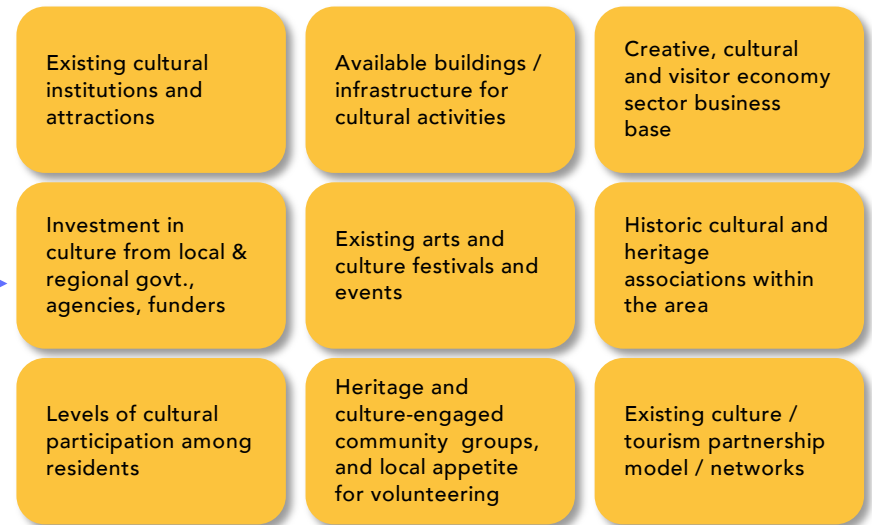 Existing cultural
institutions and
attractions
Available buildings /
infrastructure for
cultural activities
Creative, cultural
and visitor economy
sector business
base
Investment in
culture from local &
regional govt.,
agencies, funders
Existing arts and
culture festivals and
events
Historic cultural and
heritage
associations within
the area
Levels of cultural
participation among
residents
Heritage and
culture-engaged
community groups,
and local appetite
for volunteering
Existing culture /
tourism partnership
model / networks